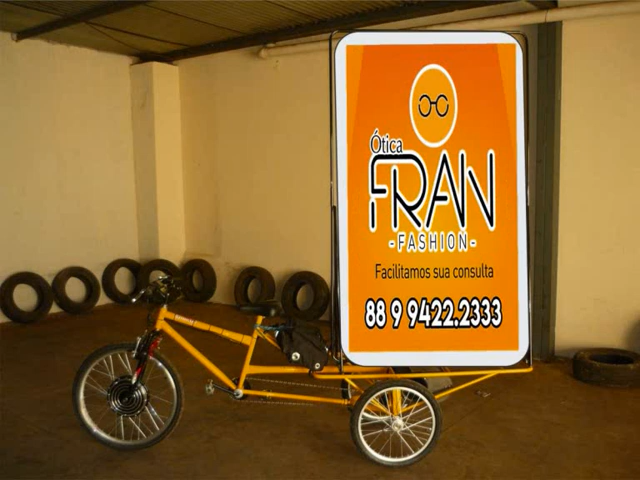 Ótica
FRAN
-FASHION-
Facilitamos sua consulta
88 9 9422.2333